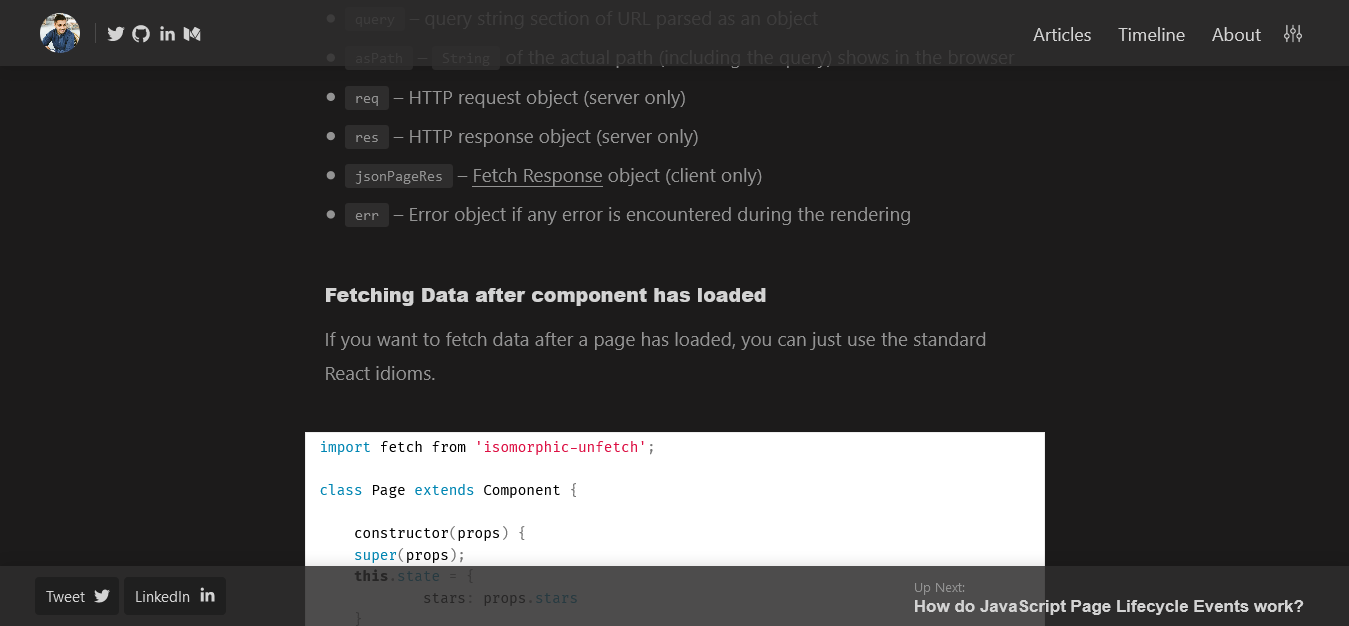 Articles Timeline About
query – query string section of URL parsed as an object
asPath – String of the actual path (including the query) shows in the browser
req – HTTP request object (server only)
res – HTTP response object (server only)
jsonPageRes – Fetch Response object (client only)
err – Error object if any error is encountered during the rendering
Fetching Data after component has loaded
If you want to fetch data after a page has loaded, you can just use the standard
React idioms.
import fetch from 'isomorphic-unfetch';
class Page extends Component {
constructor(props) {
super(props);
this.state = {
stars: props.stars
}
Tweet LinkedIn
Up Next:
How do JavaScript Page Lifecycle Events work?